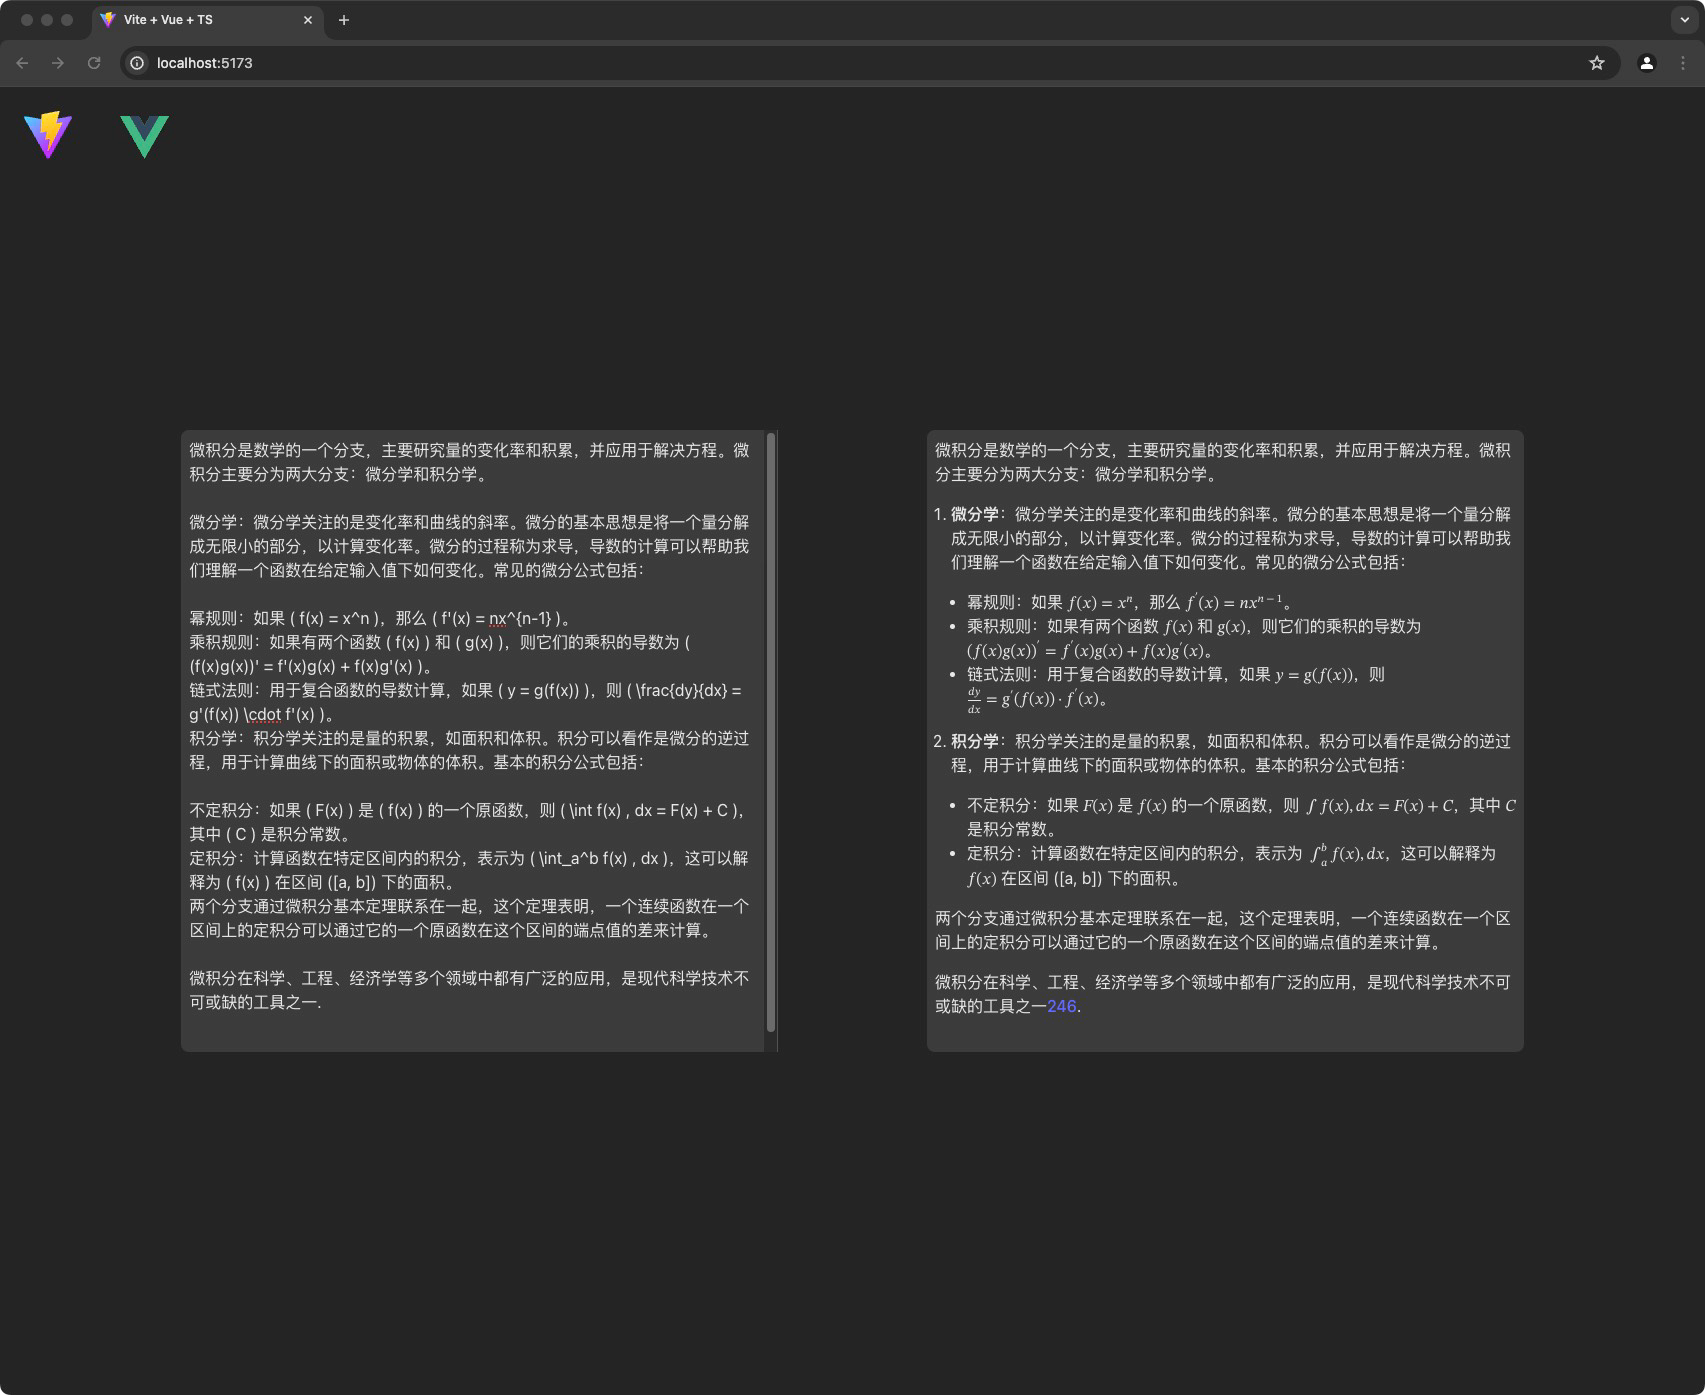 Vite + Vue + TS
localhost:5173
微积分是数学的一个分支，主要研究量的变化率和积累，并应用于解决方程。微
积分主要分为两大分支：微分学和积分学。
微分学：微分学关注的是变化率和曲线的斜率。微分的基本思想是将一个量分解
成无限小的部分，以计算变化率。微分的过程称为求导，导数的计算可以帮助我
们理解一个函数在给定输入值下如何变化。常见的微分公式包括：
幂规则：如果 ( f(x) = x^n )，那么 ( f'(x) = nx^{n-1} )。
乘积规则：如果有两个函数 ( f(x) ) 和 ( g(x) )，则它们的乘积的导数为 (
(f(x)g(x))' = f'(x)g(x) + f(x)g'(x) )。
链式法则：用于复合函数的导数计算，如果 ( y = g(f(x)) )，则 ( \frac{dy}{dx} =
g'(f(x)) \cdot f'(x) )。
积分学：积分学关注的是量的积累，如面积和体积。积分可以看作是微分的逆过
程，用于计算曲线下的面积或物体的体积。基本的积分公式包括：
不定积分：如果 ( F(x) ) 是 ( f(x) ) 的一个原函数，则 ( \int f(x) , dx = F(x) + C )，
其中 ( C ) 是积分常数。
定积分：计算函数在特定区间内的积分，表示为 ( \int_a^b f(x) , dx )，这可以解
释为 ( f(x) ) 在区间 ([a, b]) 下的面积。
两个分支通过微积分基本定理联系在一起，这个定理表明，一个连续函数在一个
区间上的定积分可以通过它的一个原函数在这个区间的端点值的差来计算。
微积分在科学、工程、经济学等多个领域中都有广泛的应用，是现代科学技术不
可或缺的工具之一.
微积分是数学的一个分支，主要研究量的变化率和积累，并应用于解决方程。微积
分主要分为两大分支：微分学和积分学。
1. 微分学：微分学关注的是变化率和曲线的斜率。微分的基本思想是将一个量分解
成无限小的部分，以计算变化率。微分的过程称为求导，导数的计算可以帮助我
们理解一个函数在给定输入值下如何变化。常见的微分公式包括：
• 幂规则：如果 f(x) = xⁿ，那么 f′(x) = nxⁿ⁻¹。
• 乘积规则：如果有两个函数 f(x) 和 g(x)，则它们的乘积的导数为
(f(x)g(x))′ = f′(x)g(x) + f(x)g′(x)。
• 链式法则：用于复合函数的导数计算，如果 y = g(f(x))，则
dy/dx = g′(f(x)) · f′(x)。
2. 积分学：积分学关注的是量的积累，如面积和体积。积分可以看作是微分的逆过
程，用于计算曲线下的面积或物体的体积。基本的积分公式包括：
• 不定积分：如果 F(x) 是 f(x) 的一个原函数，则 ∫ f(x), dx = F(x) + C，其中 C
是积分常数。
• 定积分：计算函数在特定区间内的积分，表示为 ∫_a^b f(x), dx，这可以解释为
f(x) 在区间 ([a, b]) 下的面积。
两个分支通过微积分基本定理联系在一起，这个定理表明，一个连续函数在一个区
间上的定积分可以通过它的一个原函数在这个区间的端点值的差来计算。
微积分在科学、工程、经济学等多个领域中都有广泛的应用，是现代科学技术不可
或缺的工具之一246.